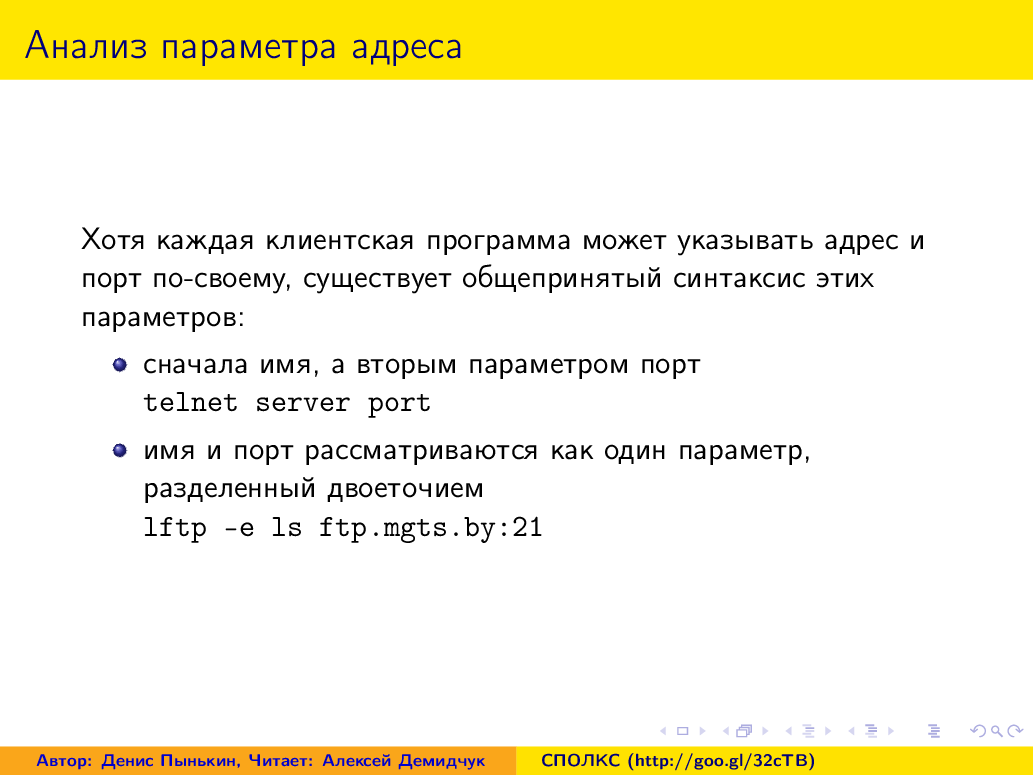 Анализ параметра адреса
Хотя каждая клиентская программа может указывать адрес и
порт по-своему, существует общепринятый синтаксис этих
параметров:
сначала имя, а вторым параметром порт
telnet server port
имя и порт рассматриваются как один параметр,
разделенный двоеточием
lftp -e ls ftp.mgts.by:21
Автор: Денис Пынькин, Читает: Алексей Демидчук
СПОЛКС (http://goo.gl/32cTB)